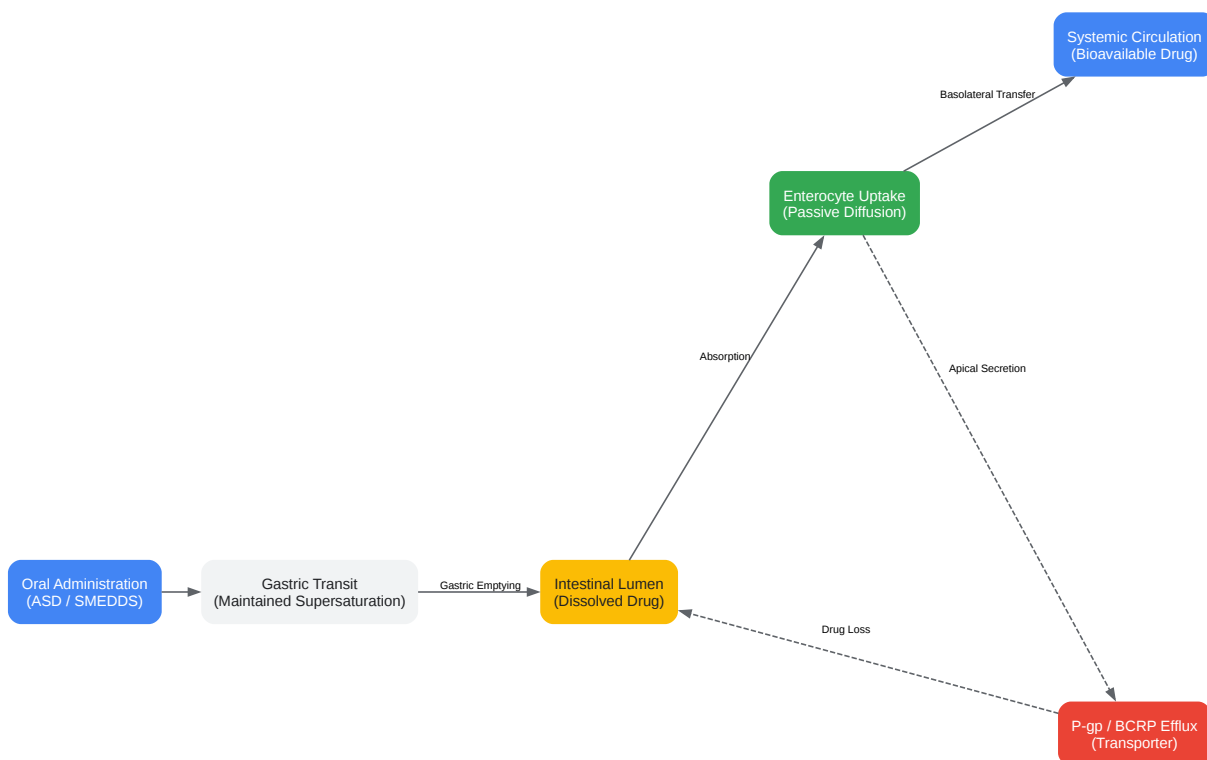 Systemic Circulation
(Bioavailable Drug)
Basolateral Transfer
Enterocyte Uptake
(Passive Diffusion)
Absorption
Apical Secretion
Oral Administration
(ASD / SMEDDS)
Gastric Transit
(Maintained Supersaturation)
Gastric Emptying
Intestinal Lumen
(Dissolved Drug)
Drug Loss
P-gp / BCRP Efflux
(Transporter)